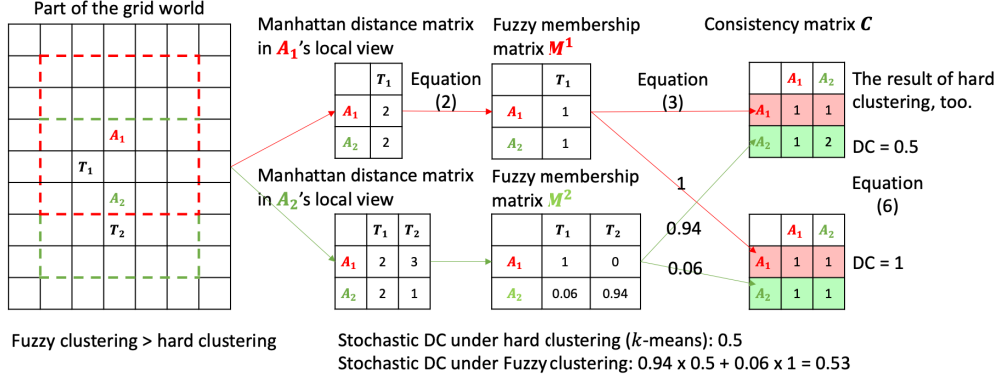 Part of the grid world
A₁
T₁
A₂
T₂
Fuzzy clustering > hard clustering
Manhattan distance matrix
in A₁'s local view
T₁
A₁ 2
A₂ 2
Equation
(2)
Fuzzy membership
matrix M¹
T₁
A₁ 1
A₂ 1
Equation
(3)
Consistency matrix C
A₁ A₂
A₁ 1 1
A₂ 1 2
The result of hard
clustering, too.
DC = 0.5
Manhattan distance matrix
in A₂'s local view
T₁ T₂
A₁ 2 3
A₂ 2 1
Fuzzy membership
matrix M²
T₁ T₂
A₁ 1 0
A₂ 0.06 0.94
1
0.94
0.06
Equation
(6)
A₁ A₂
A₁ 1 1
A₂ 1 1
DC = 1
Stochastic DC under hard clustering (k-means): 0.5
Stochastic DC under Fuzzy clustering: 0.94 x 0.5 + 0.06 x 1 = 0.53